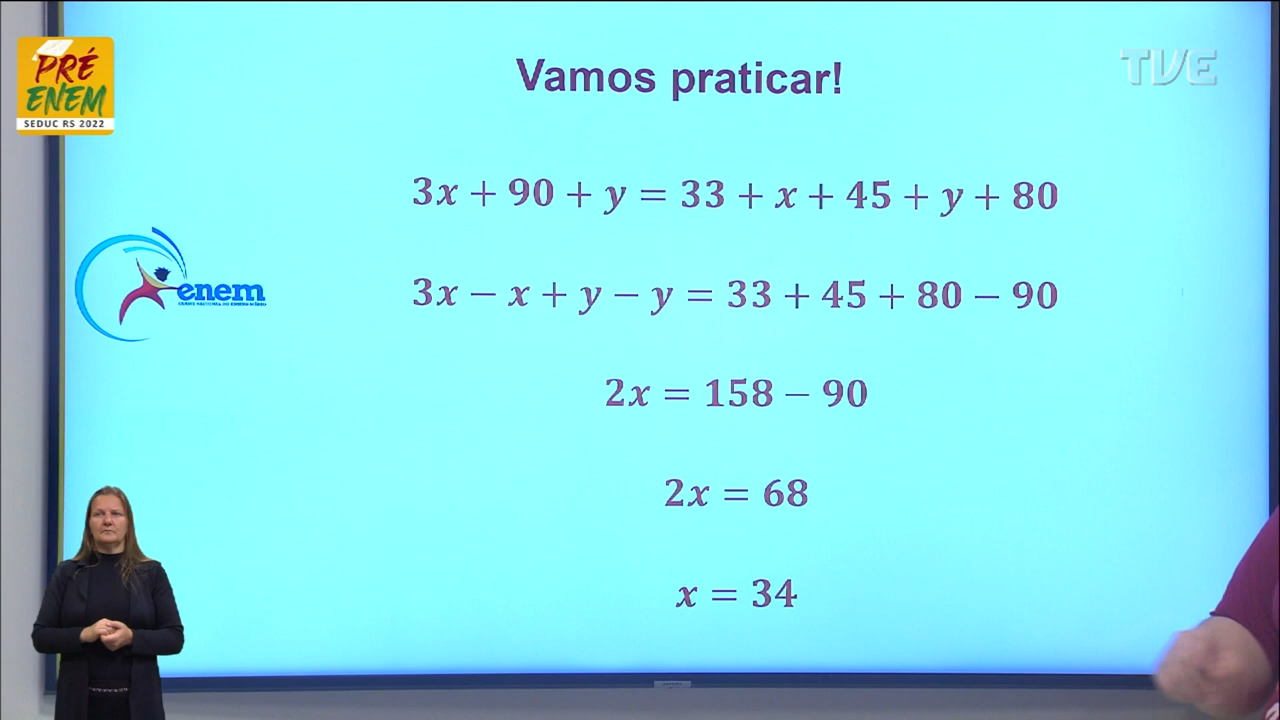 PRÉ
ENEM
SEDUC RS 2022
Vamos praticar!
TVE
3x + 90 + y = 33 + x + 45 + y + 80
enem
3x − x + y − y = 33 + 45 + 80 − 90
2x = 158 − 90
2x = 68
x = 34